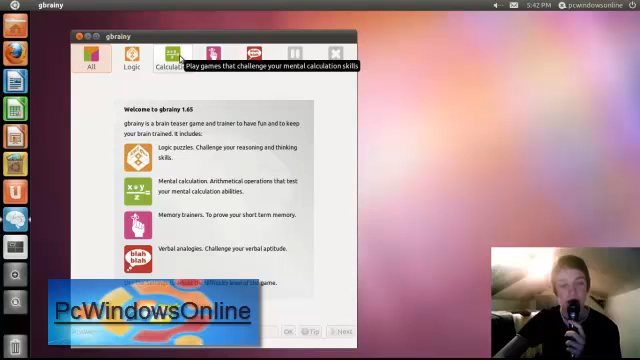 gbrainy
5:42 PM
pcwindowsonline
gbrainy
All
Logic
Calculati
Play games that challenge your mental calculation skills
Welcome to gbrainy 1.65
gbrainy is a brain teaser game and trainer to have fun and to keep
your brain trained. It includes:
Logic puzzles. Challenge your reasoning and thinking
skills.
x+y
z
=
Mental calculation. Arithmetical operations that test
your mental calculation abilities.
Memory trainers. To prove your short term memory.
blah
blah
Verbal analogies. Challenge your verbal aptitude.
level of the game.
PcWindowsOnline
OK
Tip
Next